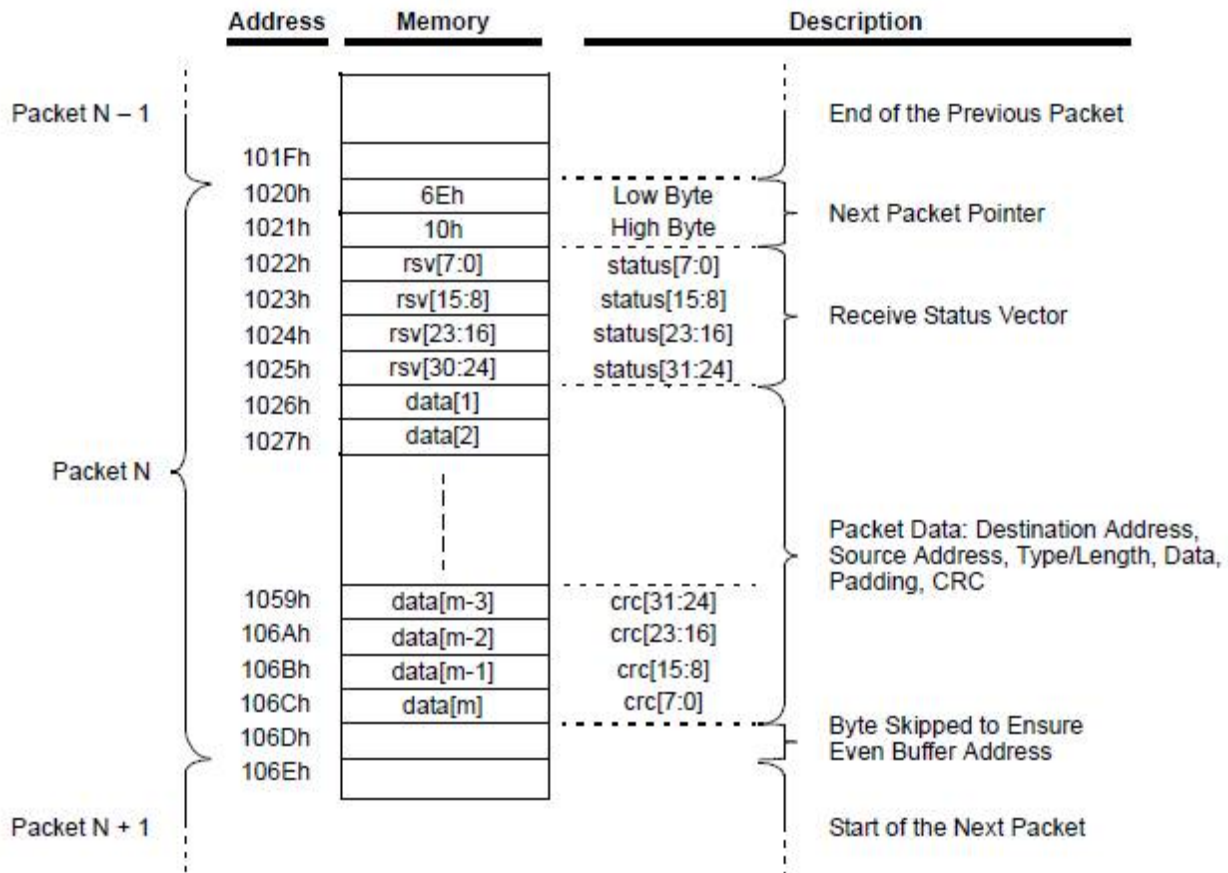 Address Memory Description
Packet N – 1 End of the Previous Packet
101Fh
1020h 6Eh Low Byte
Next Packet Pointer
1021h 10h High Byte
1022h rsv[7:0] status[7:0]
1023h rsv[15:8] status[15:8]
Receive Status Vector
1024h rsv[23:16] status[23:16]
1025h rsv[30:24] status[31:24]
1026h data[1]
1027h data[2]
Packet N
Packet Data: Destination Address,
Source Address, Type/Length, Data,
Padding, CRC
1059h data[m-3] crc[31:24]
106Ah data[m-2] crc[23:16]
106Bh data[m-1] crc[15:8]
106Ch data[m] crc[7:0]
106Dh
Byte Skipped to Ensure
Even Buffer Address
106Eh
Packet N + 1 Start of the Next Packet